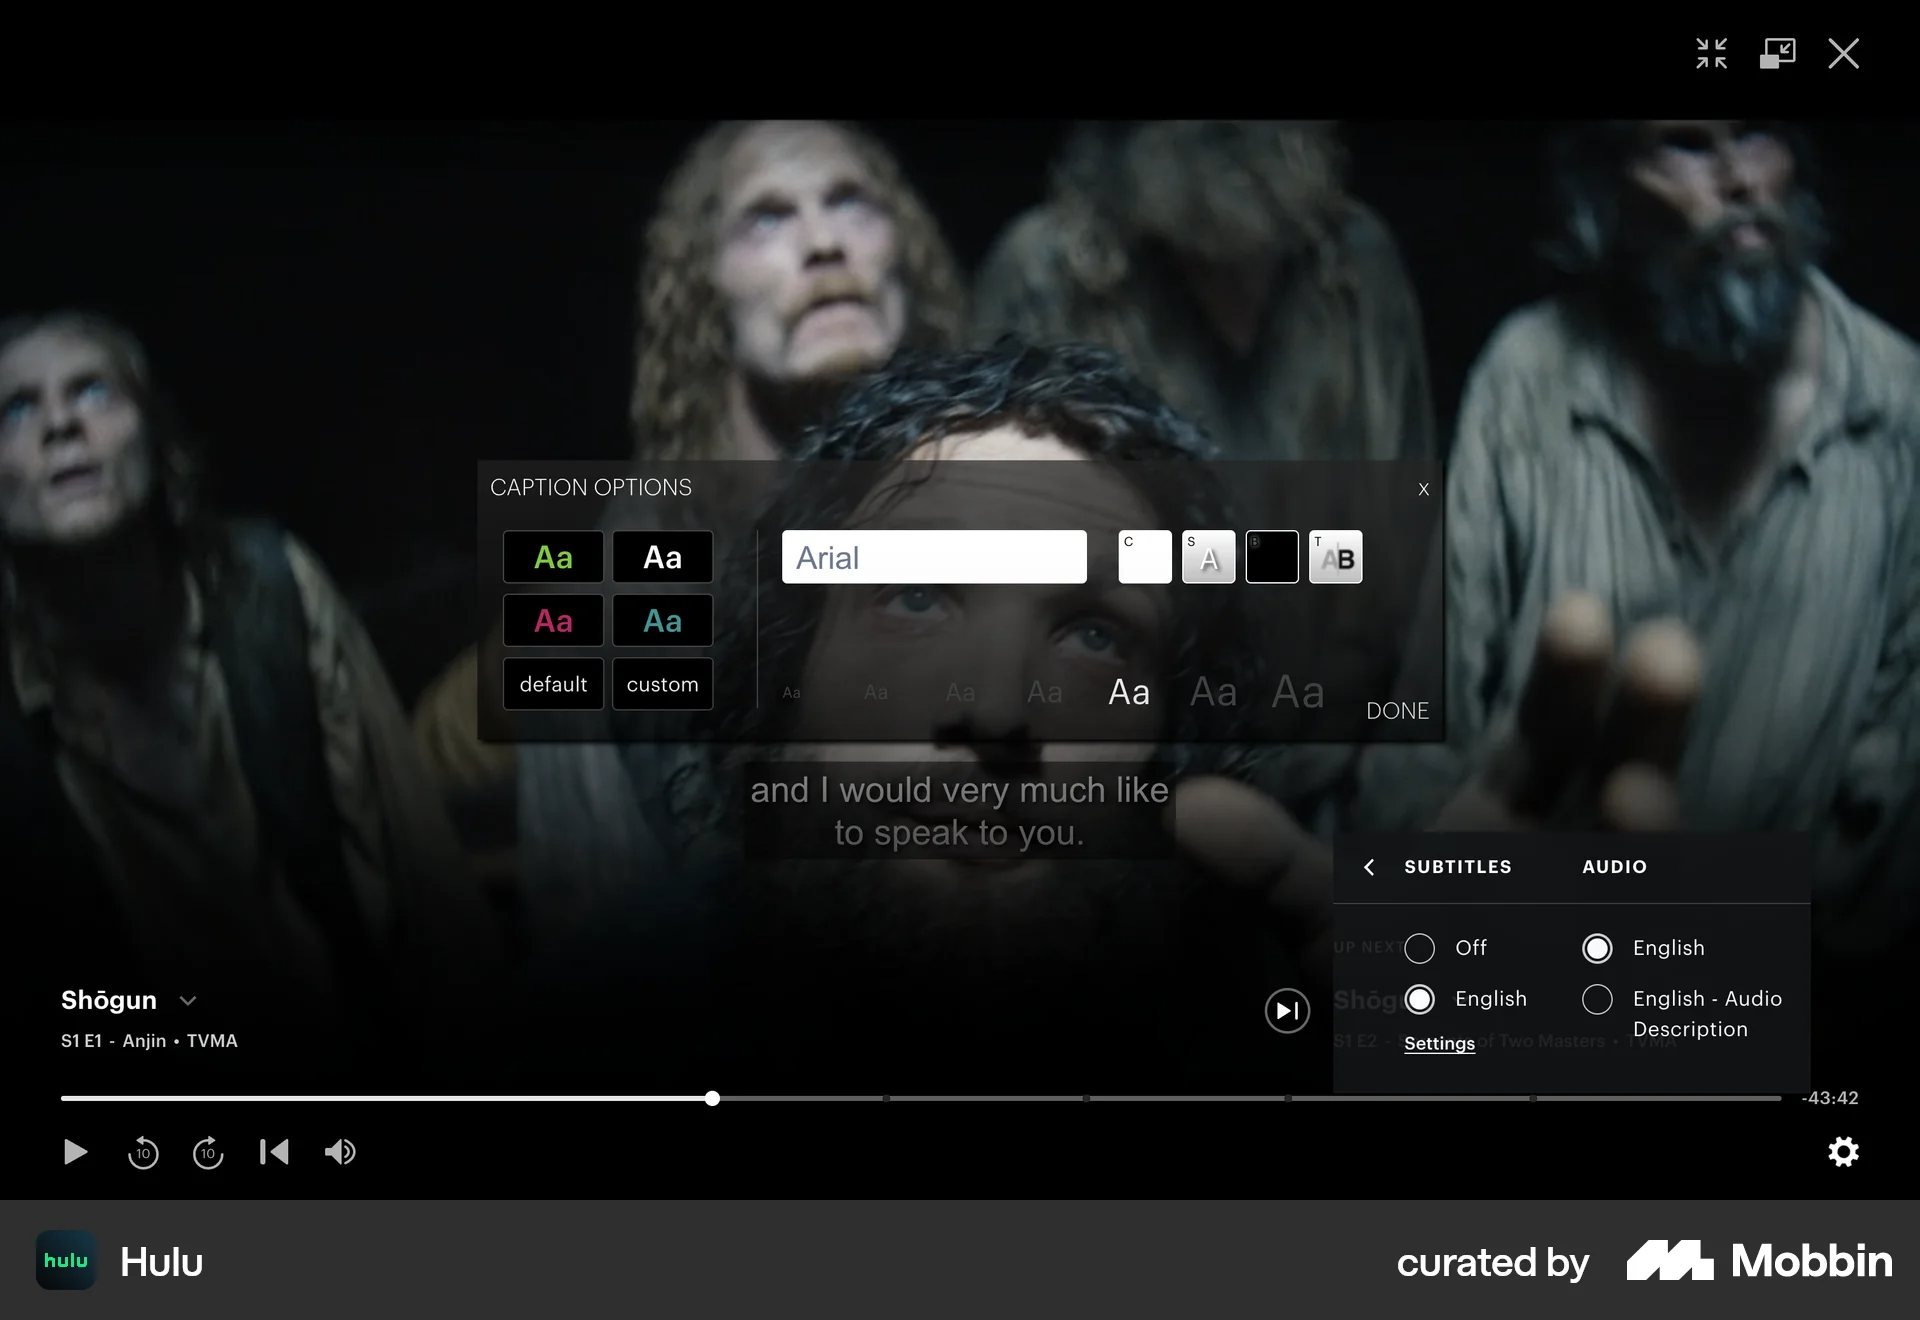 CAPTION OPTIONS
X
Aa
Aa
Arial
C
S
A
B
T
AB
Aa
Aa
default
custom
Aa
Aa
Aa
Aa
Aa
Aa
Aa
DONE
and I would very much like
to speak to you.
SUBTITLES
AUDIO
Off
English
English
Settings
English - Audio
Description
UP NEXT
Shōg
S1 E2 - S
of Two Masters • TVMA
Shōgun
S1 E1 - Anjin • TVMA
-43:42
10
10
hulu
Hulu
curated by
Mobbin